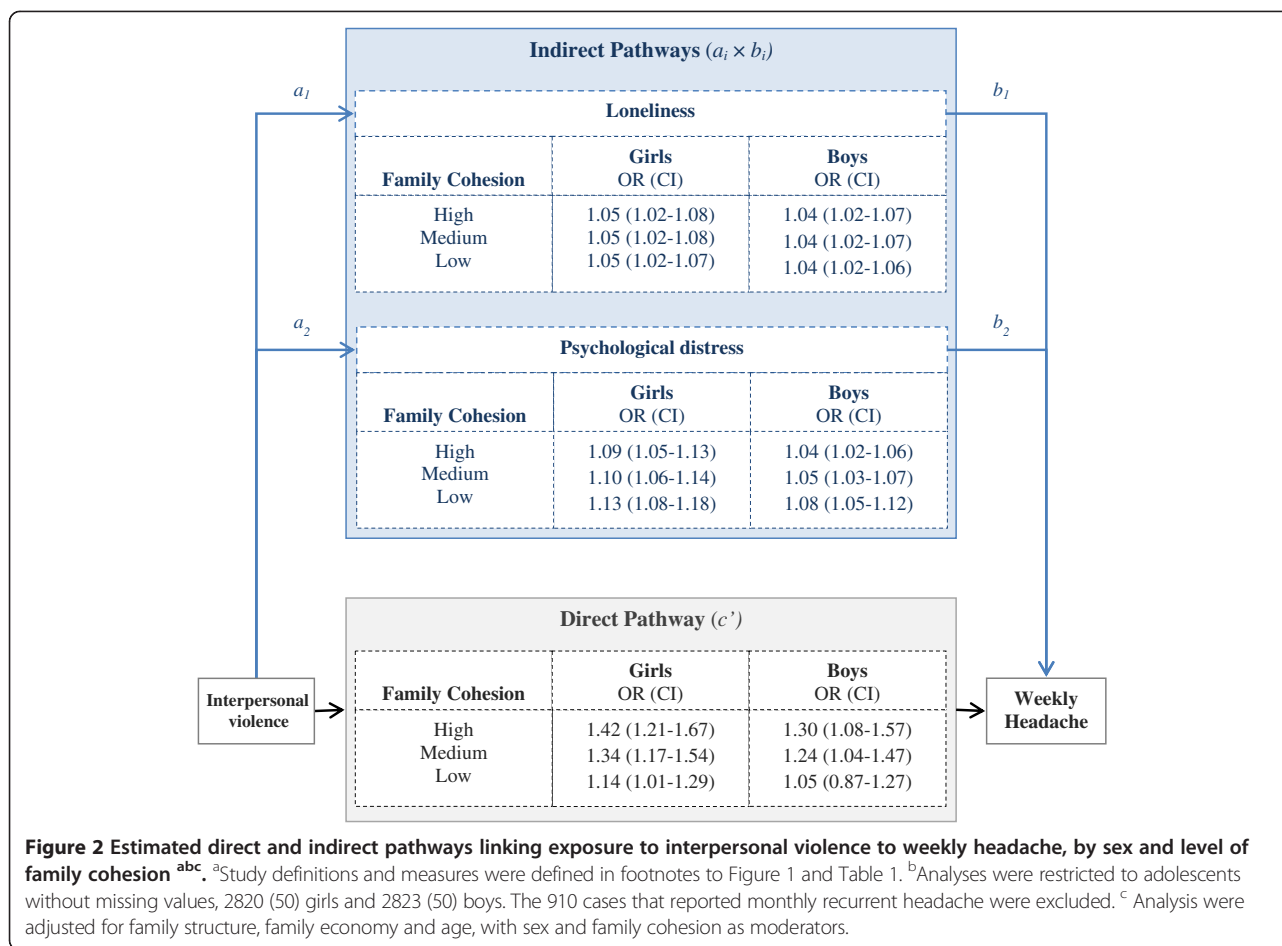 Indirect Pathways (aᵢ × bᵢ)
a₁
b₁
Loneliness
Girls Boys
Family Cohesion OR (CI) OR (CI)
High 1.05 (1.02-1.08) 1.04 (1.02-1.07)
Medium 1.05 (1.02-1.08) 1.04 (1.02-1.07)
Low 1.05 (1.02-1.07) 1.04 (1.02-1.06)
a₂
b₂
Psychological distress
Girls Boys
Family Cohesion OR (CI) OR (CI)
High 1.09 (1.05-1.13) 1.04 (1.02-1.06)
Medium 1.10 (1.06-1.14) 1.05 (1.03-1.07)
Low 1.13 (1.08-1.18) 1.08 (1.05-1.12)
Direct Pathway (c’)
Girls Boys
Family Cohesion OR (CI) OR (CI)
High 1.42 (1.21-1.67) 1.30 (1.08-1.57)
Medium 1.34 (1.17-1.54) 1.24 (1.04-1.47)
Low 1.14 (1.01-1.29) 1.05 (0.87-1.27)
Interpersonal
violence
Weekly
Headache
Figure 2 Estimated direct and indirect pathways linking exposure to interpersonal violence to weekly headache, by sex and level of
family cohesion ᵃᵇᶜ. ᵃStudy definitions and measures were defined in footnotes to Figure 1 and Table 1. ᵇAnalyses were restricted to adolescents
without missing values, 2820 (50) girls and 2823 (50) boys. The 910 cases that reported monthly recurrent headache were excluded. ᶜ Analysis were
adjusted for family structure, family economy and age, with sex and family cohesion as moderators.